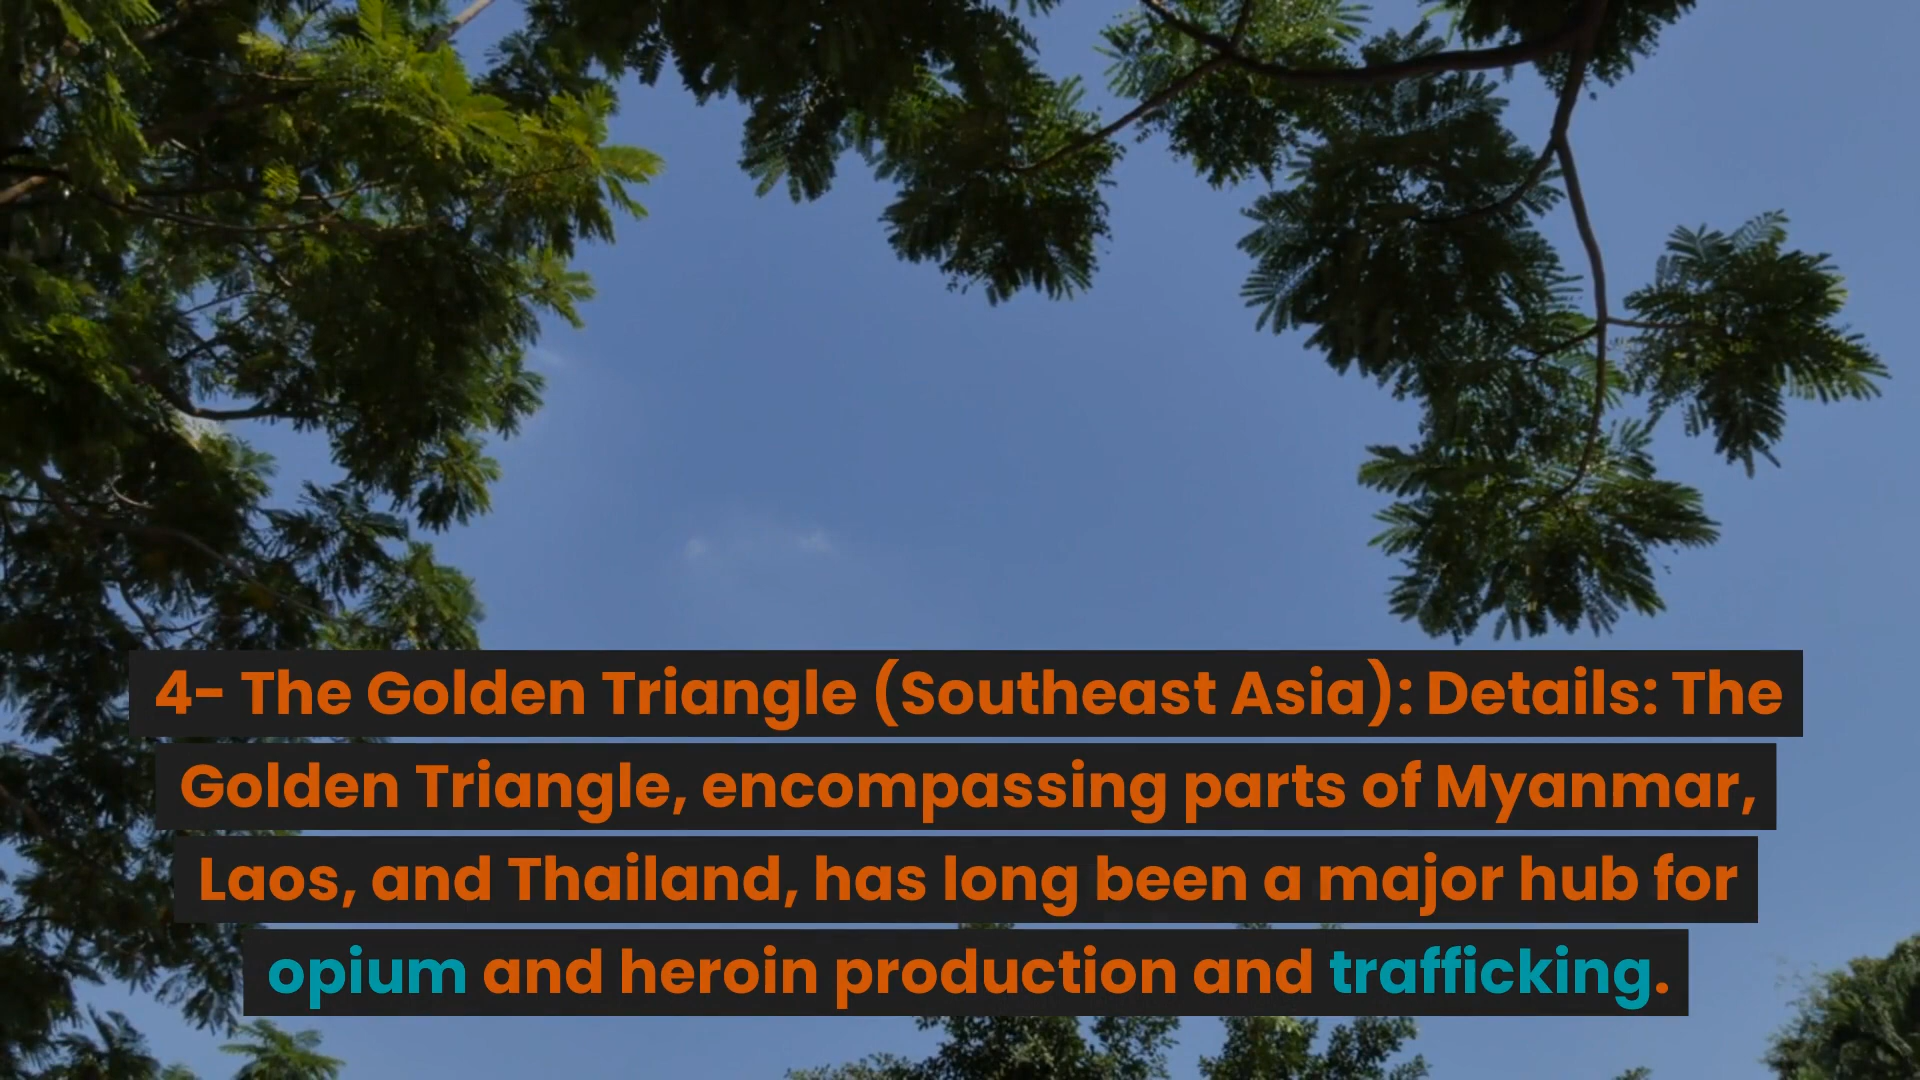 4- The Golden Triangle (Southeast Asia): Details: The
Golden Triangle, encompassing parts of Myanmar,
Laos, and Thailand, has long been a major hub for
opium and heroin production and trafficking.